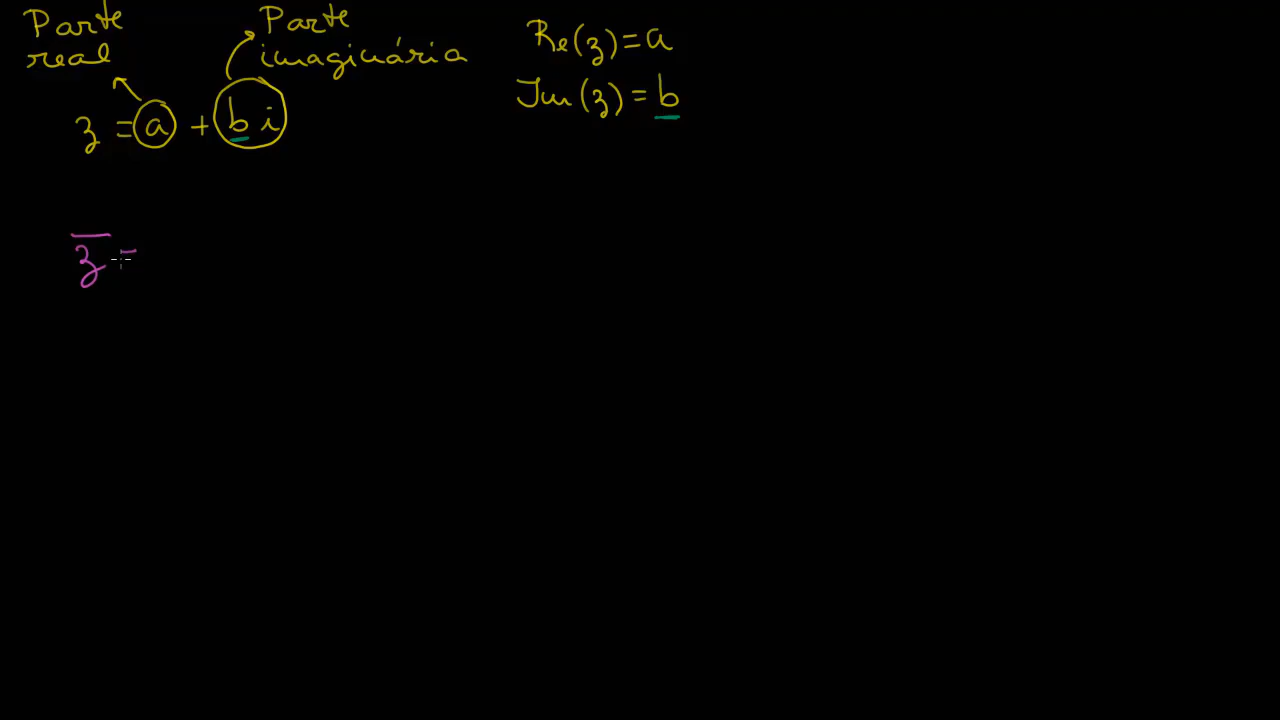 Parte
real
Parte
imaginária
z = a + bi
Re(z) = a
Im(z) = b
z̅ =